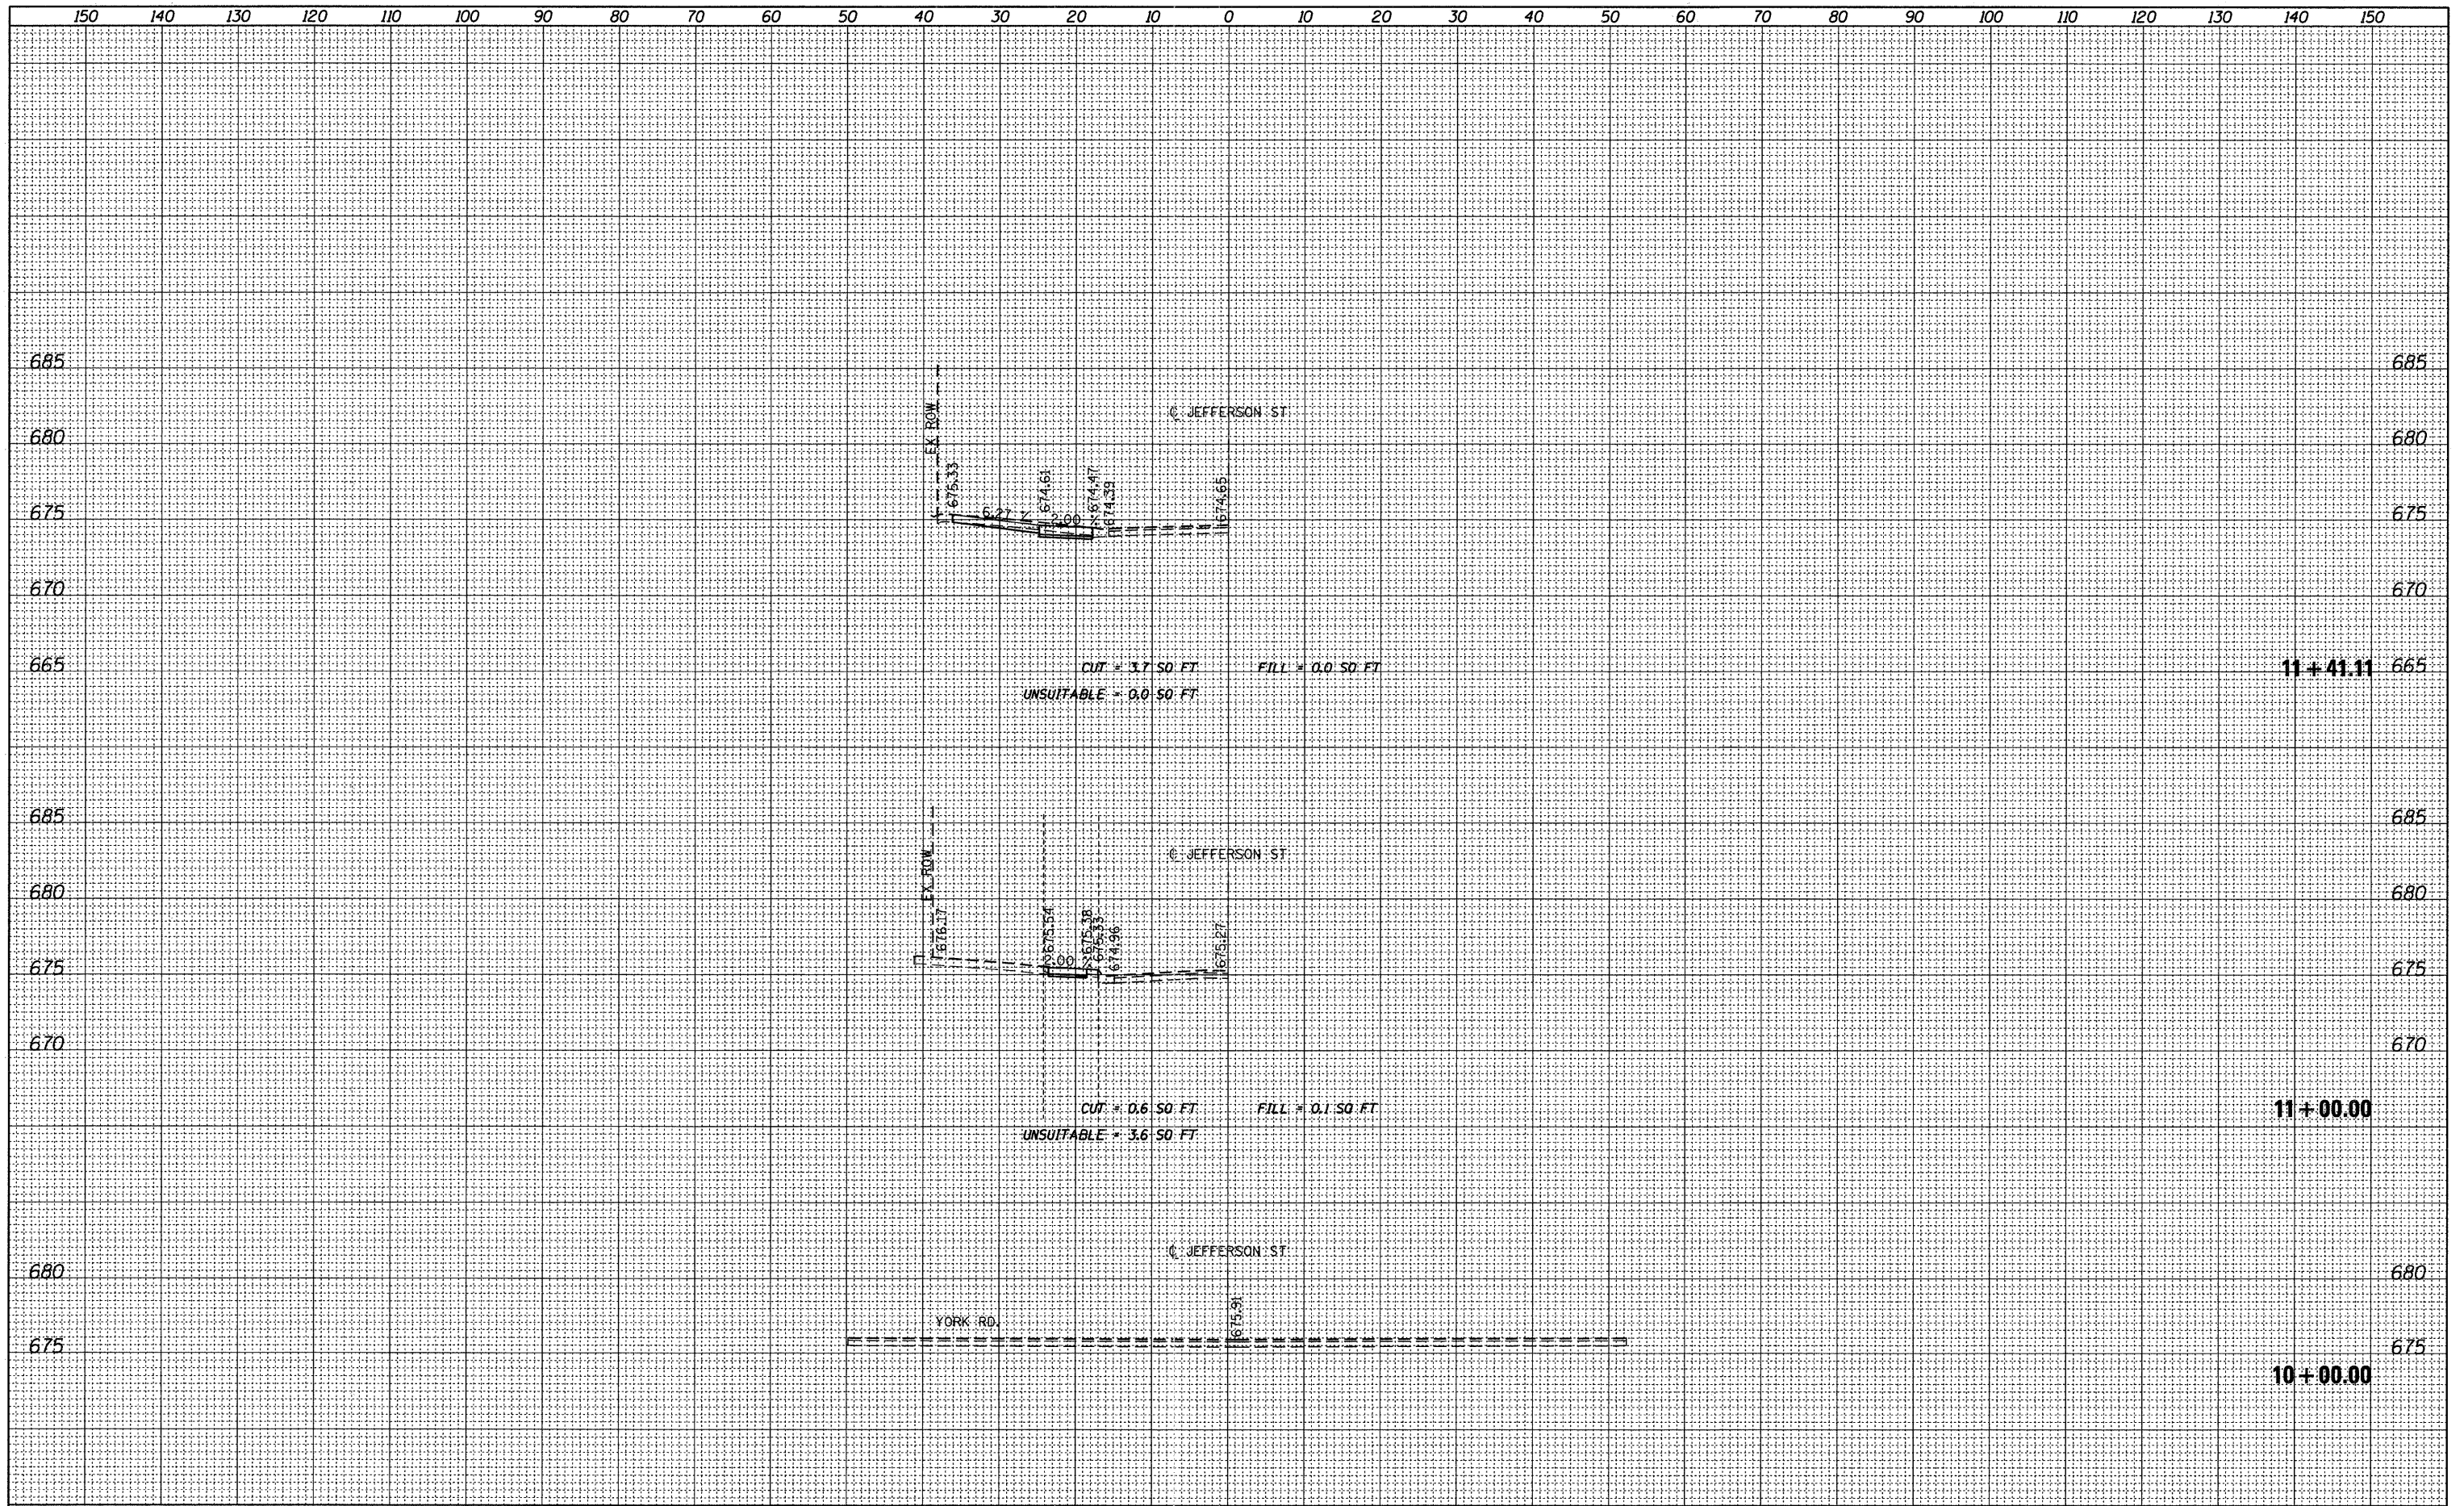 150 140 130 120 110 100 90 80 70 60 50 40 30 20 10 0 10 20 30 40 50 60 70 80 90 100 110 120 130 140 150
685 685
EX ROW
℄ JEFFERSON ST
680 680
675.33 674.61 674.47 674.39 674.65
6.27 % 2.00 %
675 675
670 670
665 CUT = 3.7 SQ FT FILL = 0.0 SQ FT 11+41.11 665
UNSUITABLE = 0.0 SQ FT
685 685
EX ROW
℄ JEFFERSON ST
680 680
676.17 675.54 675.38 675.33 674.96 675.27
2.00 %
675 675
670 670
CUT = 0.6 SQ FT FILL = 0.1 SQ FT 11+00.00
UNSUITABLE = 3.6 SQ FT
℄ JEFFERSON ST
680 680
675.91
YORK RD.
675 675
10+00.00